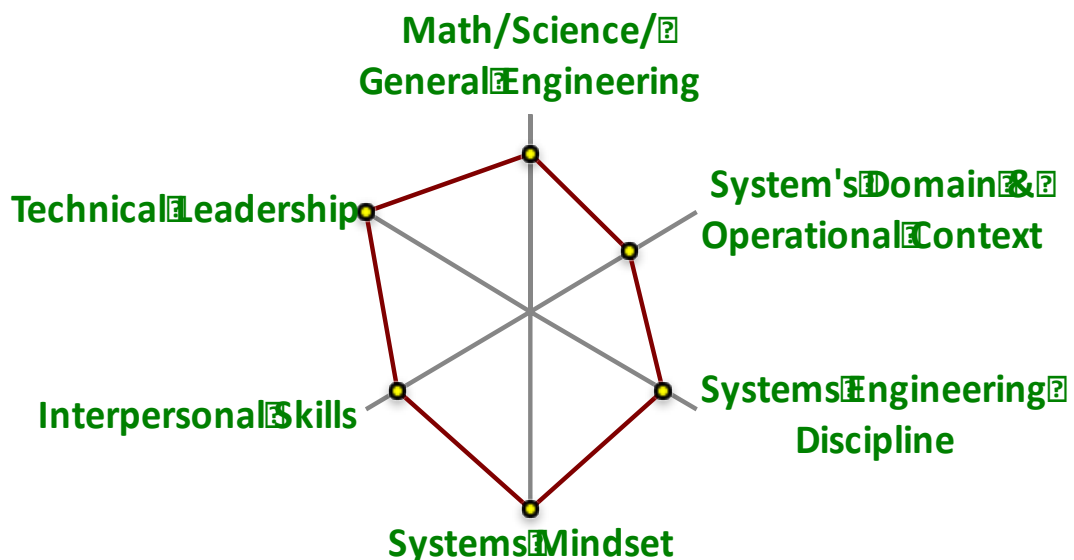 Math/Science/
General Engineering
System's Domain &
Operational Context
Technical Leadership
Systems Engineering
Discipline
Interpersonal Skills
Systems Mindset